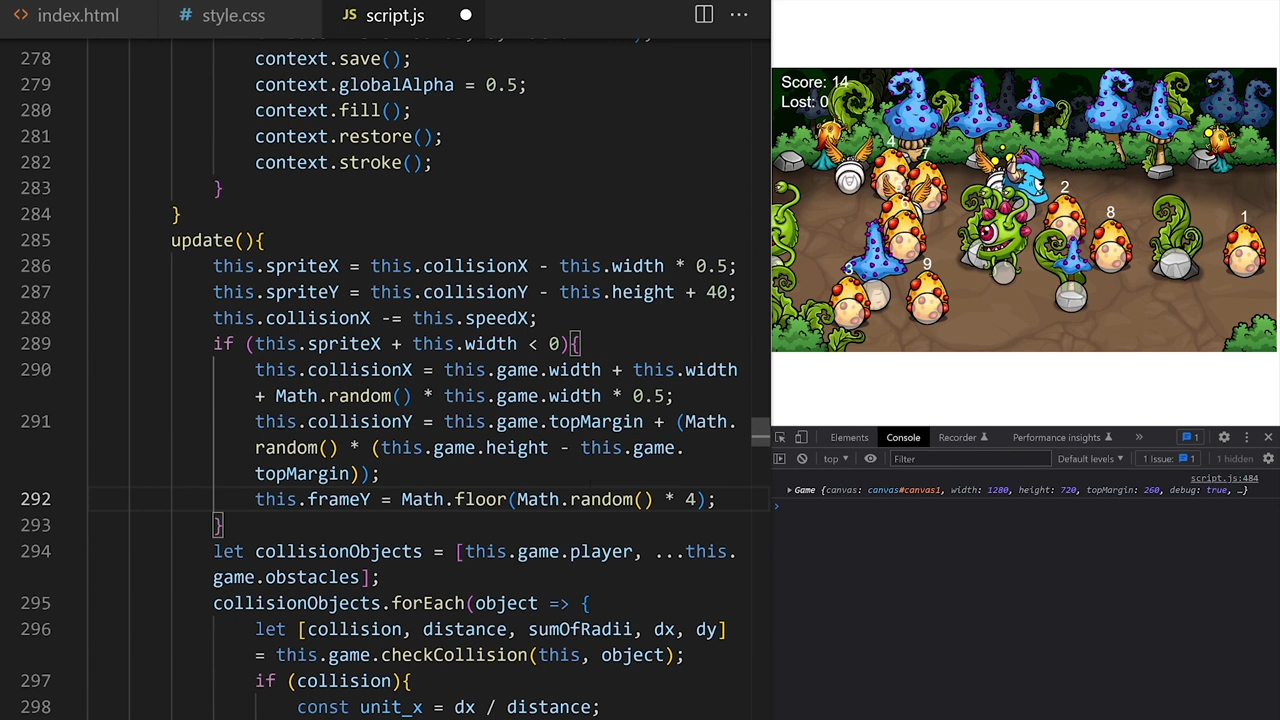 index.html
# style.css
JS script.js
278 context.save();
279 context.globalAlpha = 0.5;
280 context.fill();
281 context.restore();
282 context.stroke();
283 }
284 }
285 update(){
286 this.spriteX = this.collisionX - this.width * 0.5;
287 this.spriteY = this.collisionY - this.height + 40;
288 this.collisionX -= this.speedX;
289 if (this.spriteX + this.width < 0){
290 this.collisionX = this.game.width + this.width
+ Math.random() * this.game.width * 0.5;
291 this.collisionY = this.game.topMargin + (Math.
random() * (this.game.height - this.game.
topMargin));
292 this.frameY = Math.floor(Math.random() * 4);
293 }
294 let collisionObjects = [this.game.player, ...this.
game.obstacles];
295 collisionObjects.forEach(object => {
296 let [collision, distance, sumOfRadii, dx, dy]
= this.game.checkCollision(this, object);
297 if (collision){
298 const unit_x = dx / distance;
Score: 14
Lost: 0
4
7
2
8
1
3
9
Elements Console Recorder Performance insights » 1
top ▾ Filter Default levels ▾ 1 Issue: 1 1 hidden
script.js:484
Game {canvas: canvas#canvas1, width: 1280, height: 720, topMargin: 260, debug: true, …}